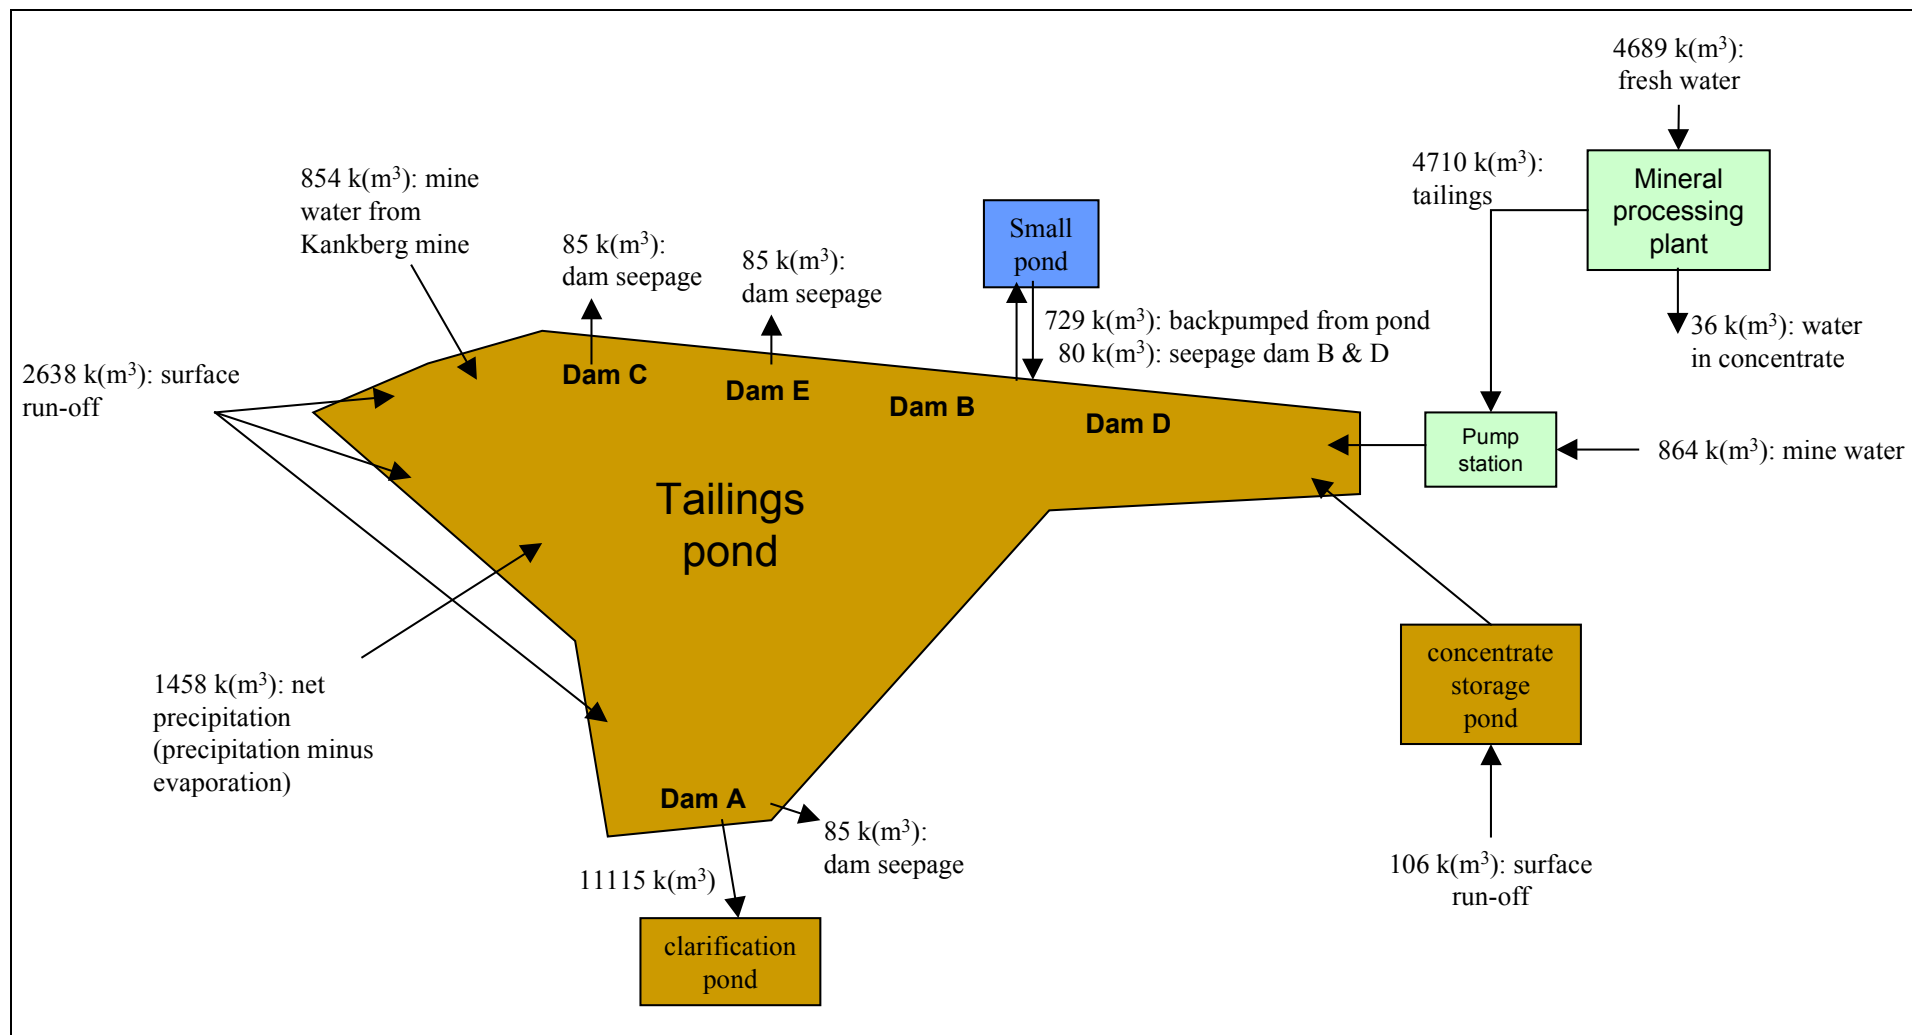 4689 k(m³):
fresh water
4710 k(m³):
tailings
Mineral
processing
plant
36 k(m³): water
in concentrate
854 k(m³): mine
water from
Kankberg mine
85 k(m³):
dam seepage
85 k(m³):
dam seepage
Small
pond
729 k(m³): backpumped from pond
80 k(m³): seepage dam B & D
2638 k(m³): surface
run-off
Dam C
Dam E
Dam B
Dam D
Pump
station
864 k(m³): mine water
Tailings
pond
1458 k(m³): net
precipitation
(precipitation minus
evaporation)
concentrate
storage
pond
Dam A
85 k(m³):
dam seepage
11115 k(m³)
106 k(m³): surface
run-off
clarification
pond